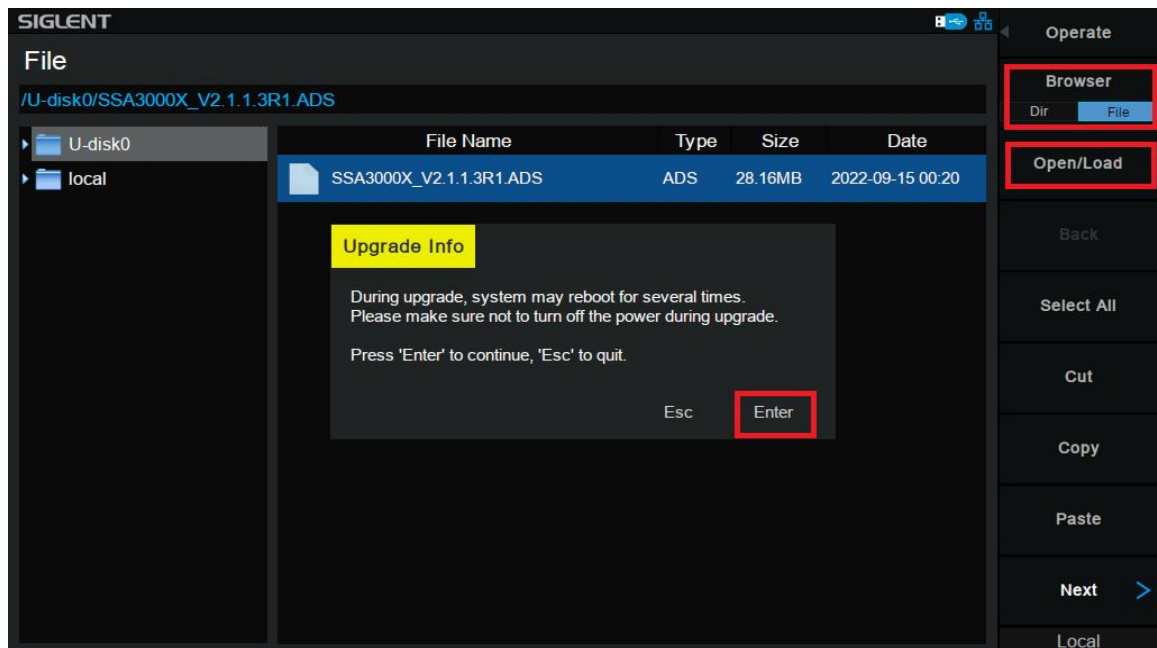 SIGLENT
File
/U-disk0/SSA3000X_V2.1.1.3R1.ADS
U-disk0
local
File Name Type Size Date
SSA3000X_V2.1.1.3R1.ADS ADS 28.16MB 2022-09-15 00:20
Upgrade Info
During upgrade, system may reboot for several times.
Please make sure not to turn off the power during upgrade.
Press 'Enter' to continue, 'Esc' to quit.
Esc Enter
Operate
Browser
Dir File
Open/Load
Back
Select All
Cut
Copy
Paste
Next >
Local